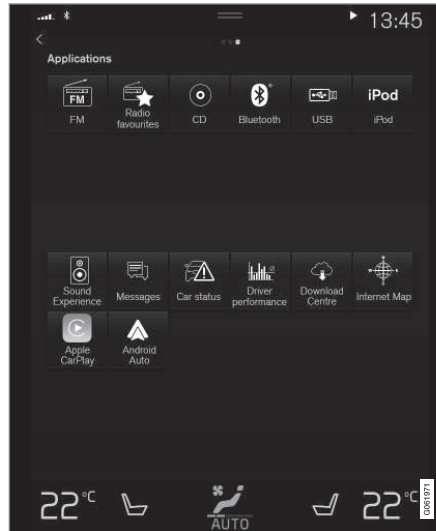 13:45
Applications
FM
iPod
FM
Radio
favourites
CD
Bluetooth
USB
iPod
Sound
Experience
Messages
Car status
Driver
performance
Download
Centre
Internet Map
Apple
CarPlay
Android
Auto
22°C
AUTO
22°C
G061971